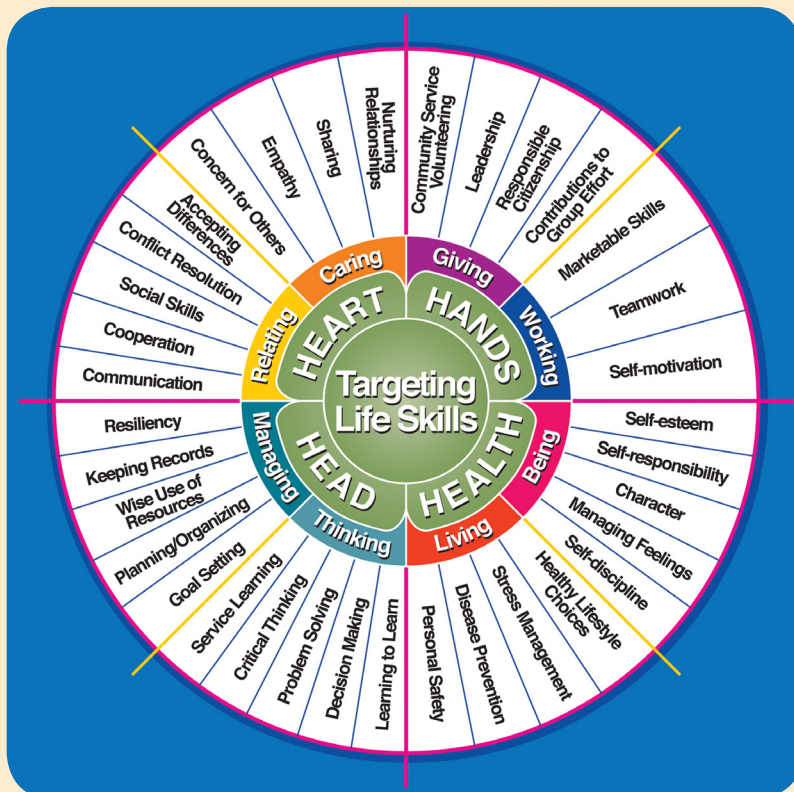 Targeting
Life Skills
HEART
HANDS
HEALTH
HEAD
Caring
Giving
Working
Being
Living
Thinking
Managing
Relating
Nurturing
Relationships
Sharing
Empathy
Concern for Others
Accepting
Differences
Conflict Resolution
Social Skills
Cooperation
Communication
Community Service
Volunteering
Leadership
Responsible
Citizenship
Contributions to
Group Effort
Marketable Skills
Teamwork
Self-motivation
Self-esteem
Self-responsibility
Character
Managing Feelings
Self-discipline
Healthy Lifestyle
Choices
Stress Management
Disease Prevention
Personal Safety
Learning to Learn
Decision Making
Problem Solving
Critical Thinking
Service Learning
Goal Setting
Planning/Organizing
Wise Use of
Resources
Keeping Records
Resiliency